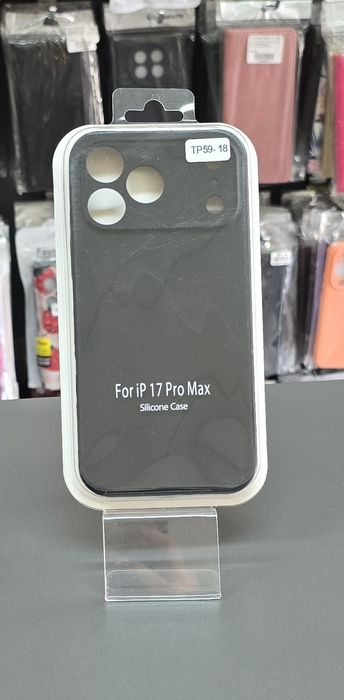 TP59-18
For iP 17 Pro Max
Silicone Case